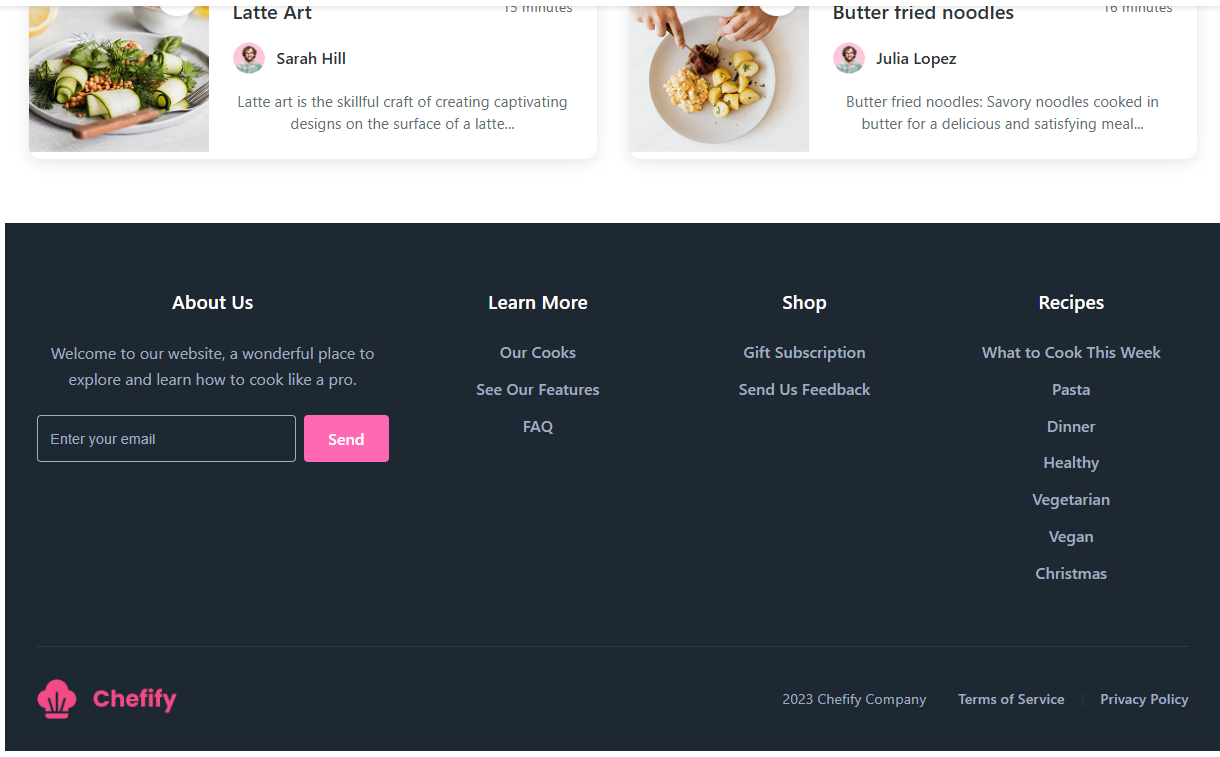 Latte Art
15 minutes
Sarah Hill
Latte art is the skillful craft of creating captivating
designs on the surface of a latte...
Butter fried noodles
16 minutes
Julia Lopez
Butter fried noodles: Savory noodles cooked in
butter for a delicious and satisfying meal...
About Us
Welcome to our website, a wonderful place to
explore and learn how to cook like a pro.
Enter your email
Send
Learn More
Our Cooks
See Our Features
FAQ
Shop
Gift Subscription
Send Us Feedback
Recipes
What to Cook This Week
Pasta
Dinner
Healthy
Vegetarian
Vegan
Christmas
Chefify
2023 Chefify Company
Terms of Service
Privacy Policy